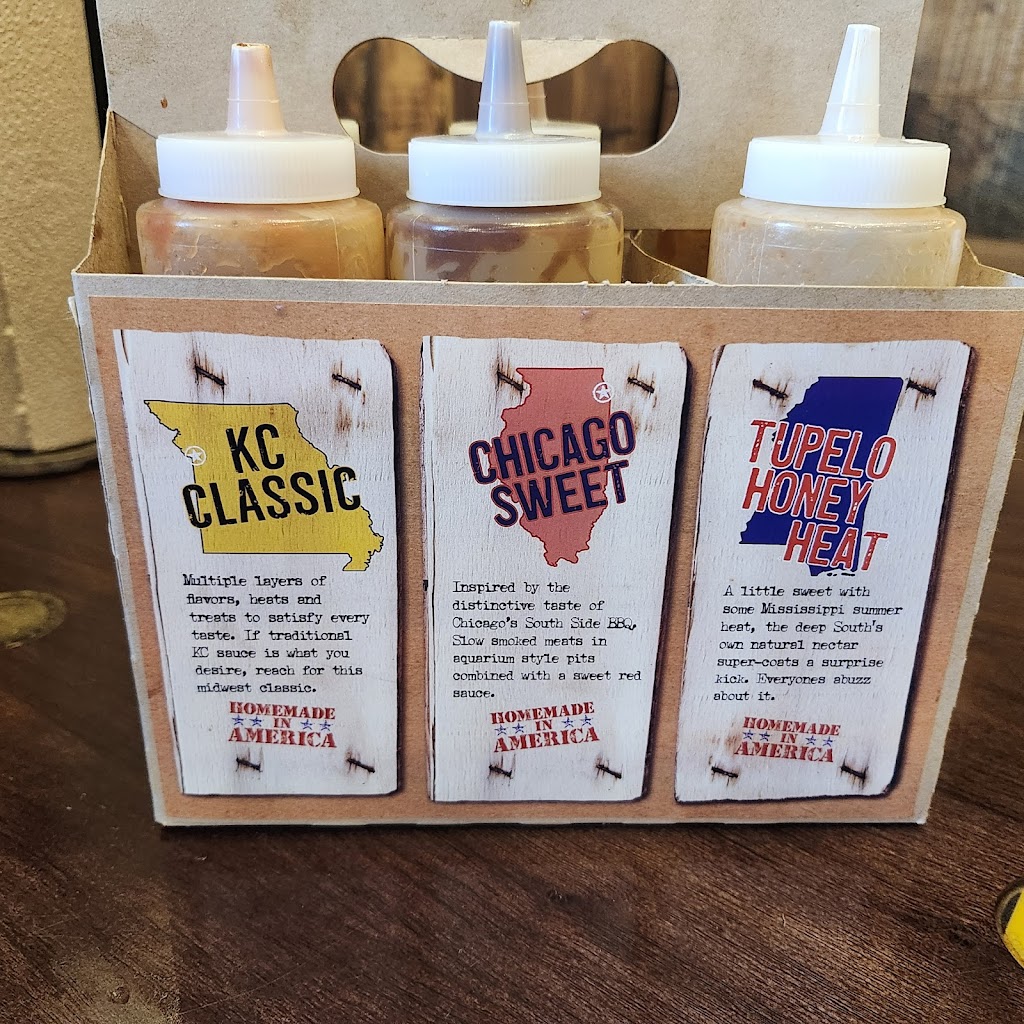 KC
CLASSIC
Multiple layers of
flavors, heats and
treats to satisfy every
taste. If traditional
KC sauce is what you
desire, reach for this
midwest classic.
HOMEMADE
IN
AMERICA
CHICAGO
SWEET
Inspired by the
distinctive taste of
Chicago's South Side BBQ.
Slow smoked meats in
aquarium style pits
combined with a sweet red
sauce.
HOMEMADE
IN
AMERICA
TUPELO
HONEY
HEAT
A little sweet with
some Mississippi summer
heat, the deep South's
own natural nectar
super-coats a surprise
kick. Everyones abuzz
about it.
HOMEMADE
IN
AMERICA